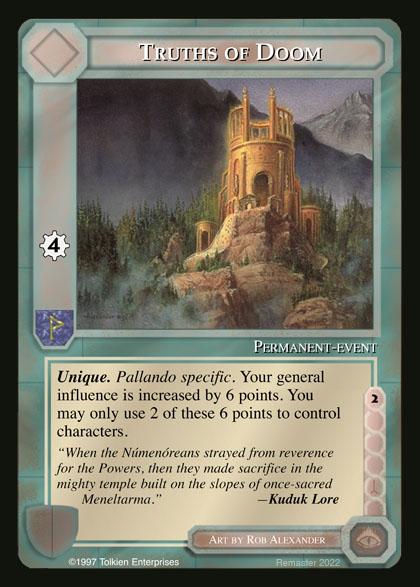 Truths of Doom
4
Permanent-event
Unique. Pallando specific. Your general
influence is increased by 6 points. You
may only use 2 of these 6 points to control
characters.
2
“When the Númenóreans strayed from reverence
for the Powers, then they made sacrifice in the
mighty temple built on the slopes of once-sacred
Meneltarma.” —Kuduk Lore
Art by Rob Alexander
©1997 Tolkien Enterprises
Remaster 2022